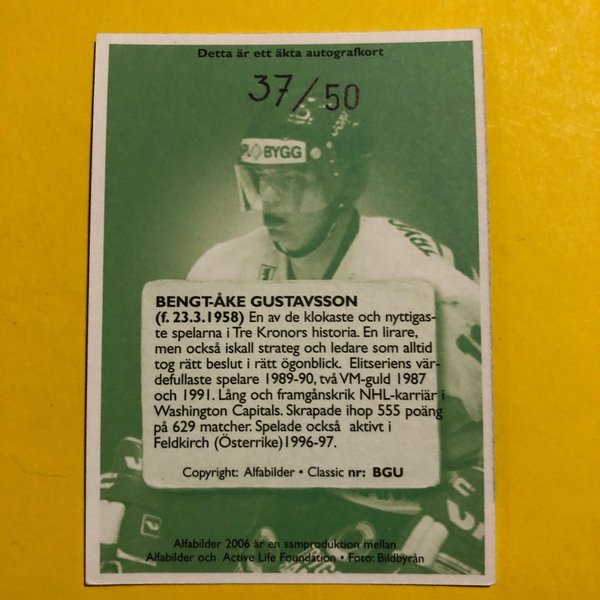 Detta är ett äkta autografkort
37/50
BYGG
BENGT-ÅKE GUSTAVSSON
(f. 23.3.1958) En av de klokaste och nyttigas-
te spelarna i Tre Kronors historia. En lirare,
men också iskall strateg och ledare som alltid
tog rätt beslut i rätt ögonblick. Elitseriens vär-
defullaste spelare 1989-90, två VM-guld 1987
och 1991. Lång och framgånskrik NHL-karriär i
Washington Capitals. Skrapade ihop 555 poäng
på 629 matcher. Spelade också aktivt i
Feldkirch (Österrike)1996-97.
Copyright: Alfabilder • Classic nr: BGU
Alfabilder 2006 är en samproduktion mellan
Alfabilder och Active Life Foundation • Foto: Bildbyrån